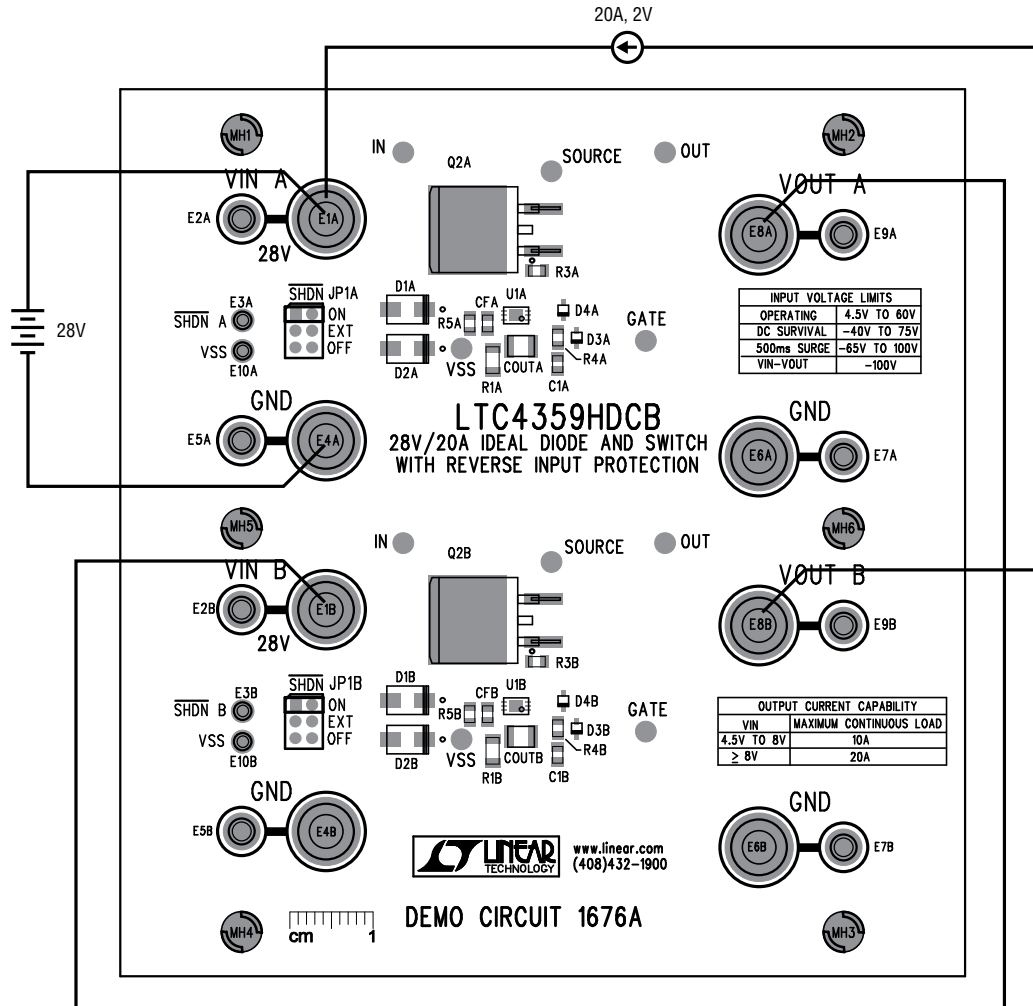 20A, 2V
MH1
MH2
IN
Q2A
SOURCE
OUT
VIN A
VOUT A
E2A
E1A
E8A
E9A
28V
R3A
INPUT VOLTAGE LIMITS
OPERATING 4.5V TO 60V
DC SURVIVAL -40V TO 75V
500ms SURGE -65V TO 100V
VIN-VOUT -100V
SHDN JP1A
ON
EXT
OFF
E3A
SHDN A
VSS
E10A
D1A
CFA
U1A
D4A
R5A
GATE
D3A
R4A
D2A
VSS
R1A
COUTA
C1A
28V
GND
GND
E5A
E4A
E6A
E7A
LTC4359HDCB
28V/20A IDEAL DIODE AND SWITCH
WITH REVERSE INPUT PROTECTION
MH5
MH6
IN
Q2B
SOURCE
OUT
VIN B
VOUT B
E2B
E1B
E8B
E9B
28V
R3B
SHDN JP1B
ON
EXT
OFF
E3B
SHDN B
VSS
E10B
D1B
CFB
U1B
D4B
R5B
GATE
D3B
R4B
D2B
VSS
R1B
COUTB
C1B
OUTPUT CURRENT CAPABILITY
VIN MAXIMUM CONTINUOUS LOAD
4.5V TO 8V 10A
≥ 8V 20A
GND
GND
E5B
E4B
E6B
E7B
LT LINEAR
TECHNOLOGY
www.linear.com
(408)432-1900
MH4
cm 1
DEMO CIRCUIT 1676A
MH3